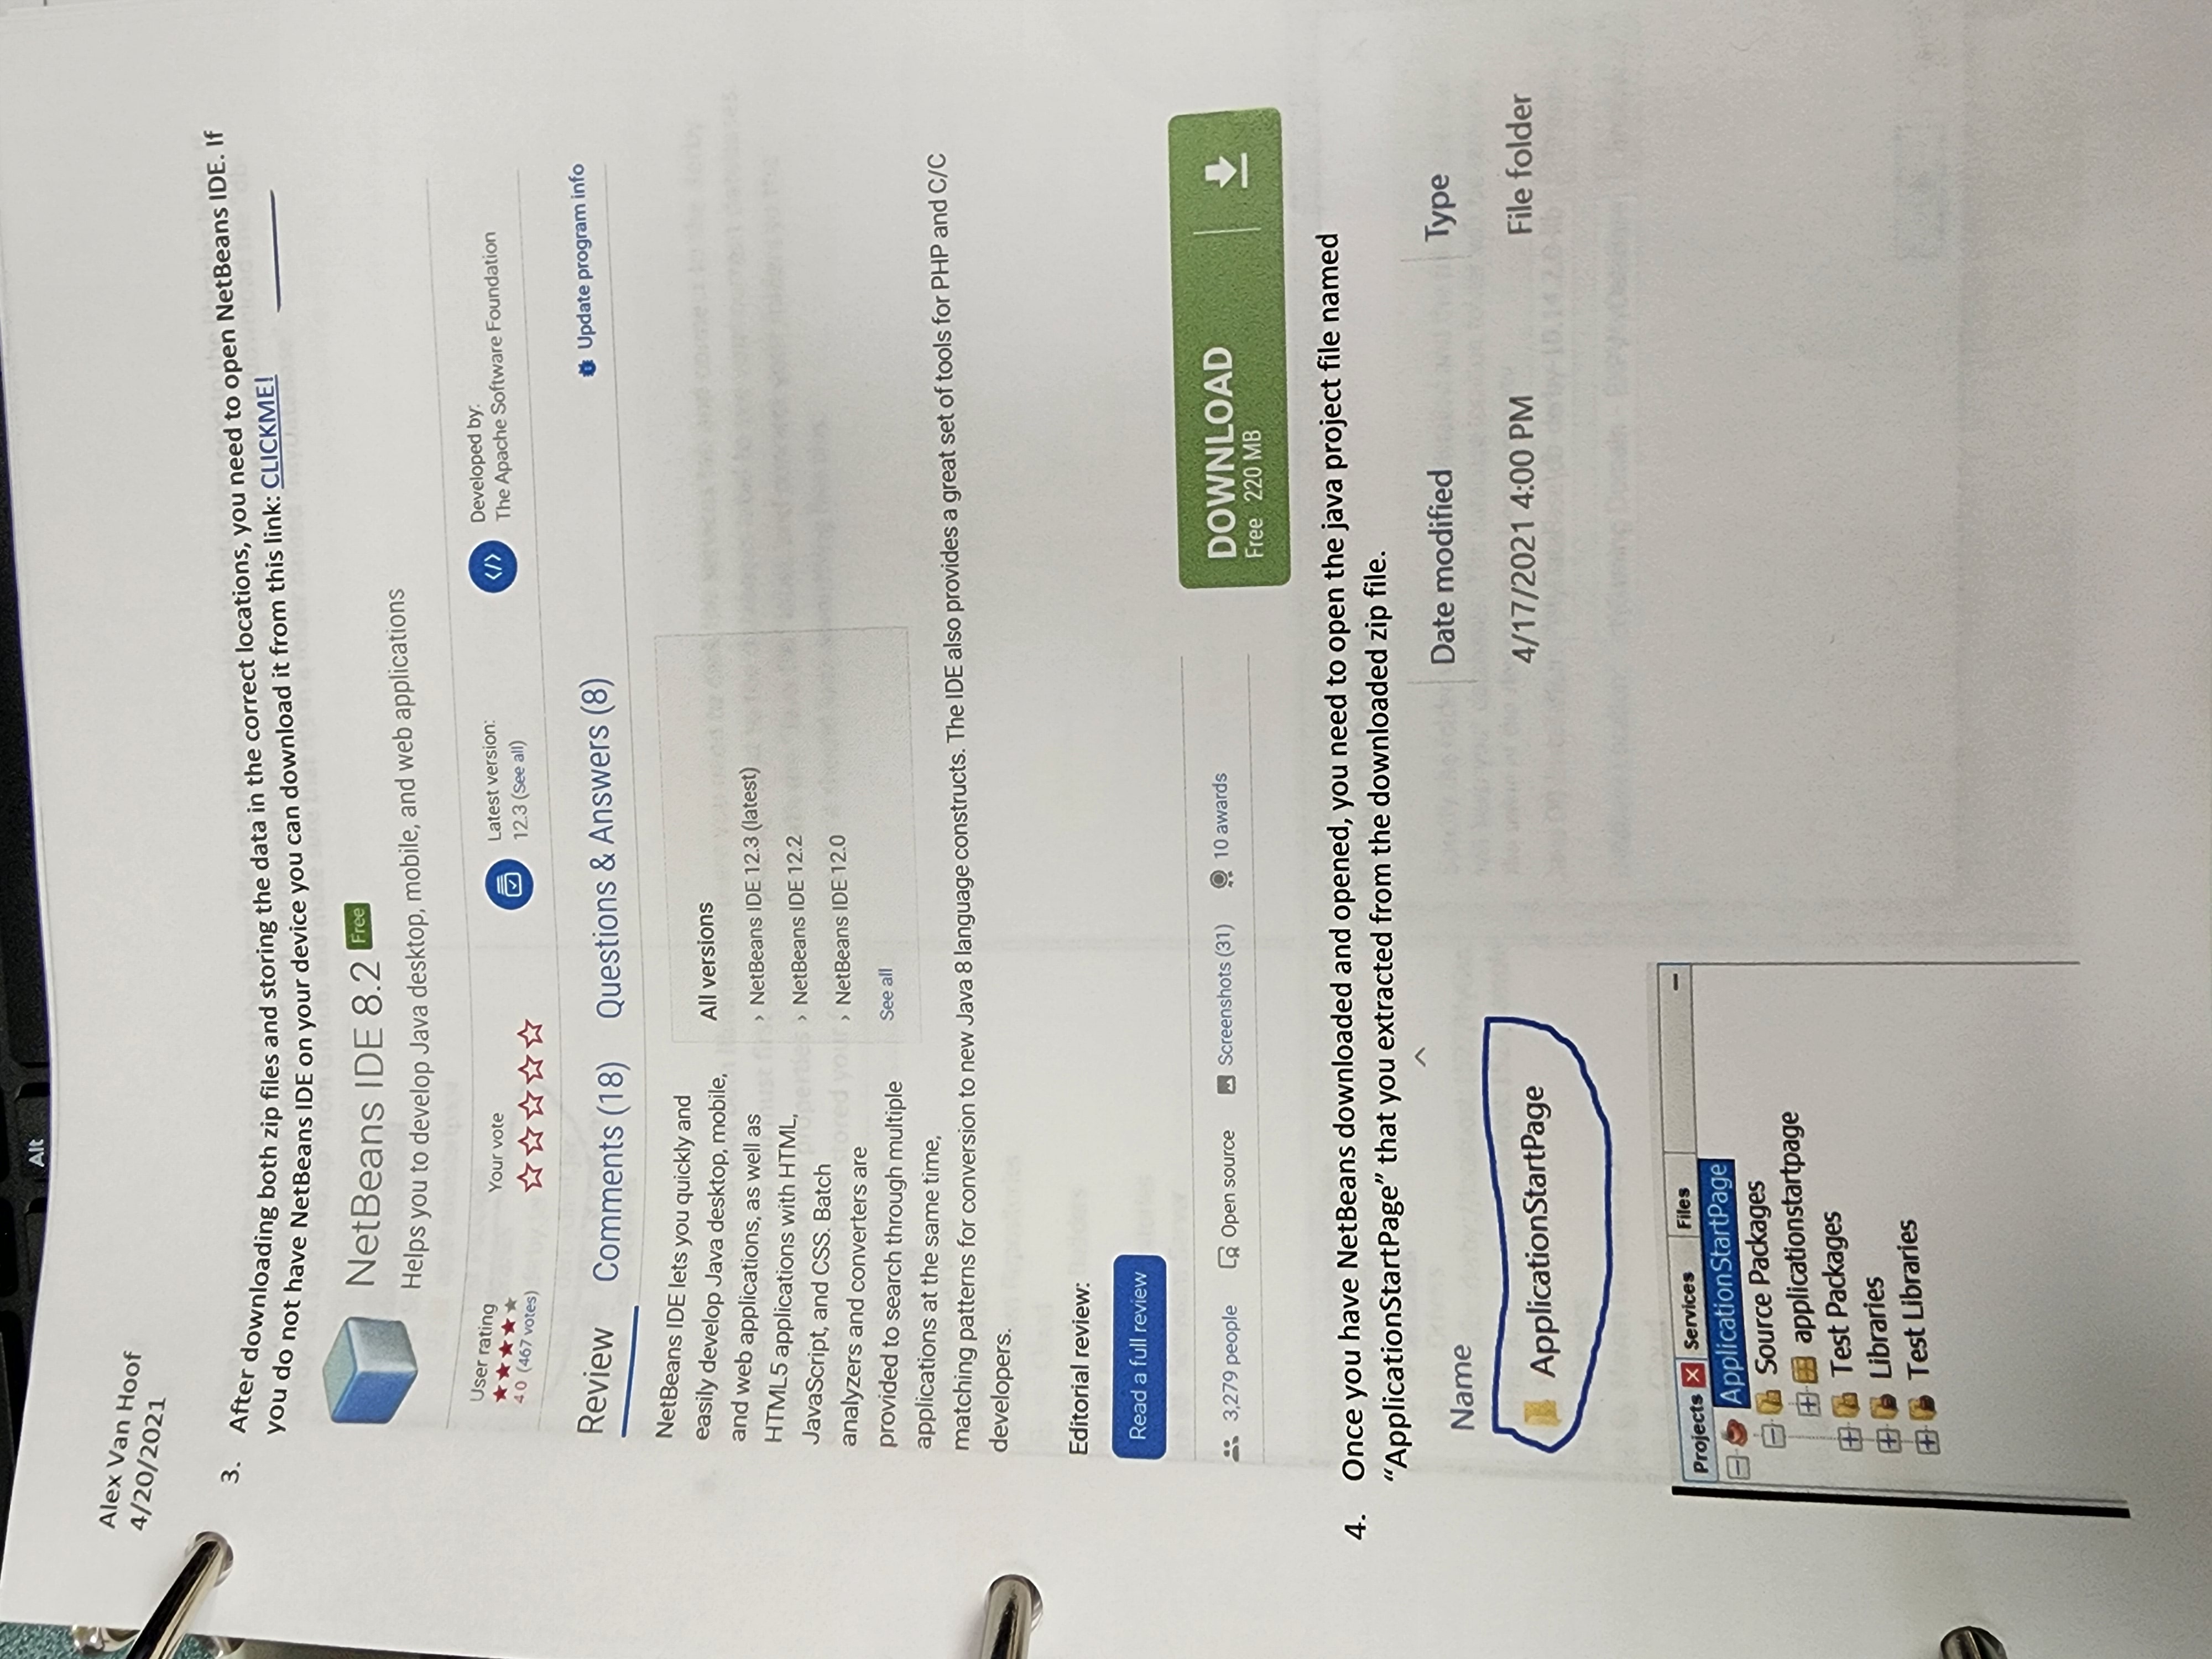 Alt
Alex Van Hoof
4/20/2021
3. After downloading both zip files and storing the data in the correct locations, you need to open NetBeans IDE. If
you do not have NetBeans IDE on your device you can download it from this link: CLICKME!
NetBeans IDE 8.2 Free
Helps you to develop Java desktop, mobile, and web applications
User rating
4.0 (467 votes)
Your vote
Latest version:
12.3 (See all)
Developed by:
The Apache Software Foundation
Review Comments (18) Questions & Answers (8)
Update program info
NetBeans IDE lets you quickly and
easily develop Java desktop, mobile,
and web applications, as well as
HTML5 applications with HTML,
JavaScript, and CSS. Batch
analyzers and converters are
provided to search through multiple
applications at the same time,
matching patterns for conversion to new Java 8 language constructs. The IDE also provides a great set of tools for PHP and C/C
developers.
All versions
› NetBeans IDE 12.3 (latest)
› NetBeans IDE 12.2
› NetBeans IDE 12.0
See all
Editorial review:
Read a full review
3,279 people Open source Screenshots (31) 10 awards
DOWNLOAD
Free 220 MB
4. Once you have NetBeans downloaded and opened, you need to open the java project file named
“ApplicationStartPage” that you extracted from the downloaded zip file.
Name Date modified Type
ApplicationStartPage 4/17/2021 4:00 PM File folder
Projects Services Files
ApplicationStartPage
Source Packages
applicationstartpage
Test Packages
Libraries
Test Libraries